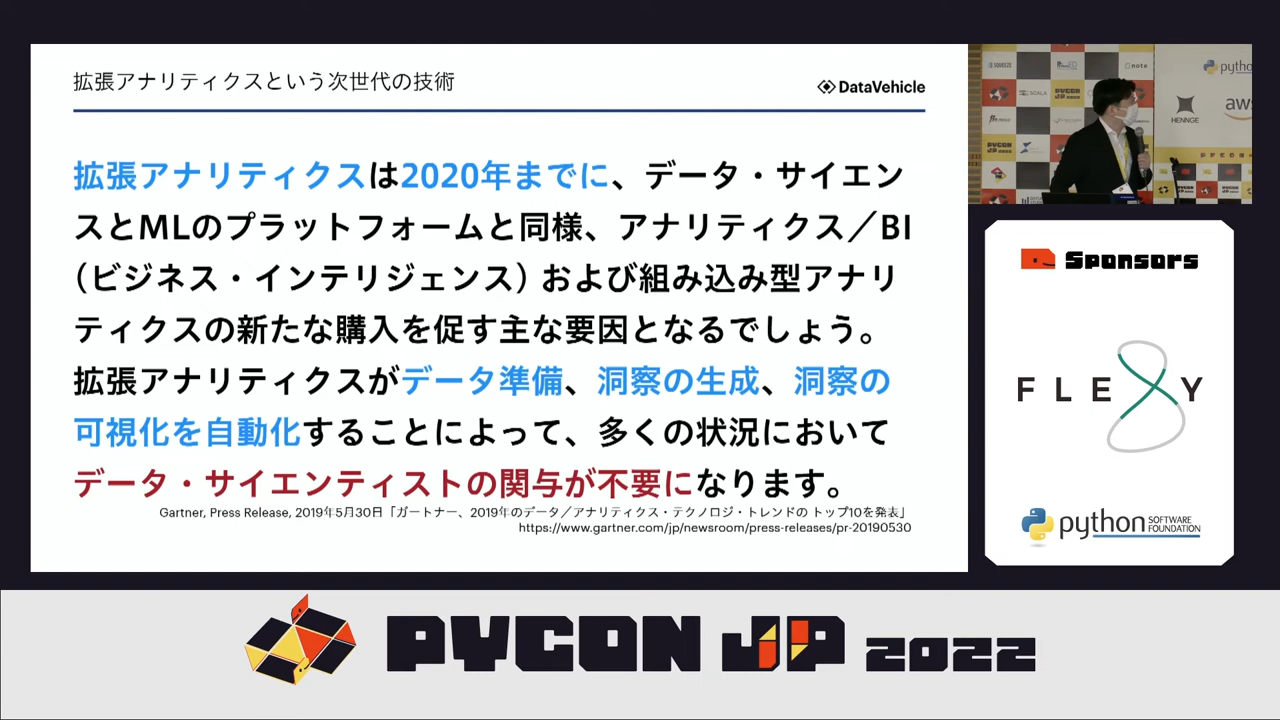 拡張アナリティクスという次世代の技術
DataVehicle
拡張アナリティクスは2020年までに、データ・サイエン
スとMLのプラットフォームと同様、アナリティクス／BI
（ビジネス・インテリジェンス）および組み込み型アナリ
ティクスの新たな購入を促す主な要因となるでしょう。
拡張アナリティクスがデータ準備、洞察の生成、洞察の
可視化を自動化することによって、多くの状況において
データ・サイエンティストの関与が不要になります。
Gartner, Press Release, 2019年5月30日「ガートナー、2019年のデータ／アナリティクス・テクノロジ・トレンドの トップ10を発表」
https://www.gartner.com/jp/newsroom/press-releases/pr-20190530
note
python
SCALA
PYCON
HENGE
aws
Sponsors
FLEXY
python SOFTWARE
FOUNDATION
PYCON JP 2022